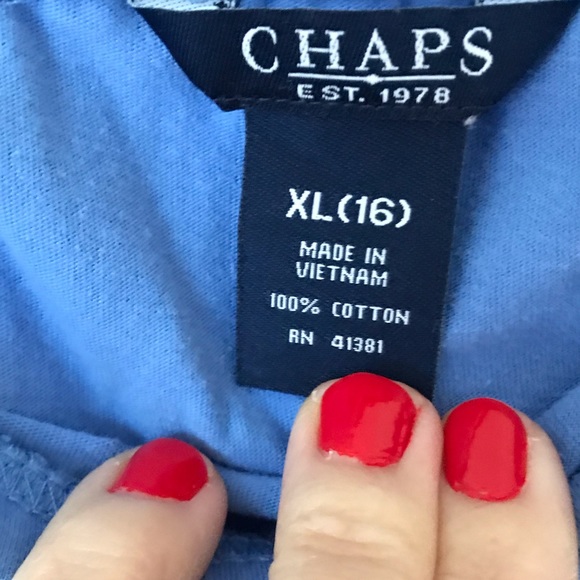 CHAPS
EST. 1978
XL(16)
MADE IN
VIETNAM
100% COTTON
RN 41381